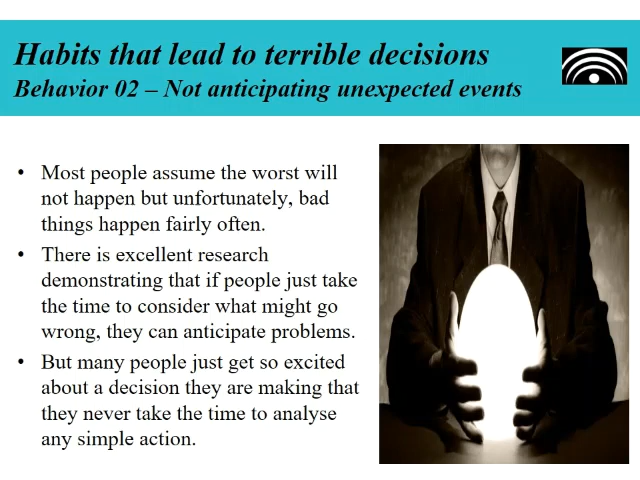 Habits that lead to terrible decisions
Behavior 02 – Not anticipating unexpected events
• Most people assume the worst will
not happen but unfortunately, bad
things happen fairly often.
• There is excellent research
demonstrating that if people just take
the time to consider what might go
wrong, they can anticipate problems.
• But many people just get so excited
about a decision they are making that
they never take the time to analyse
any simple action.